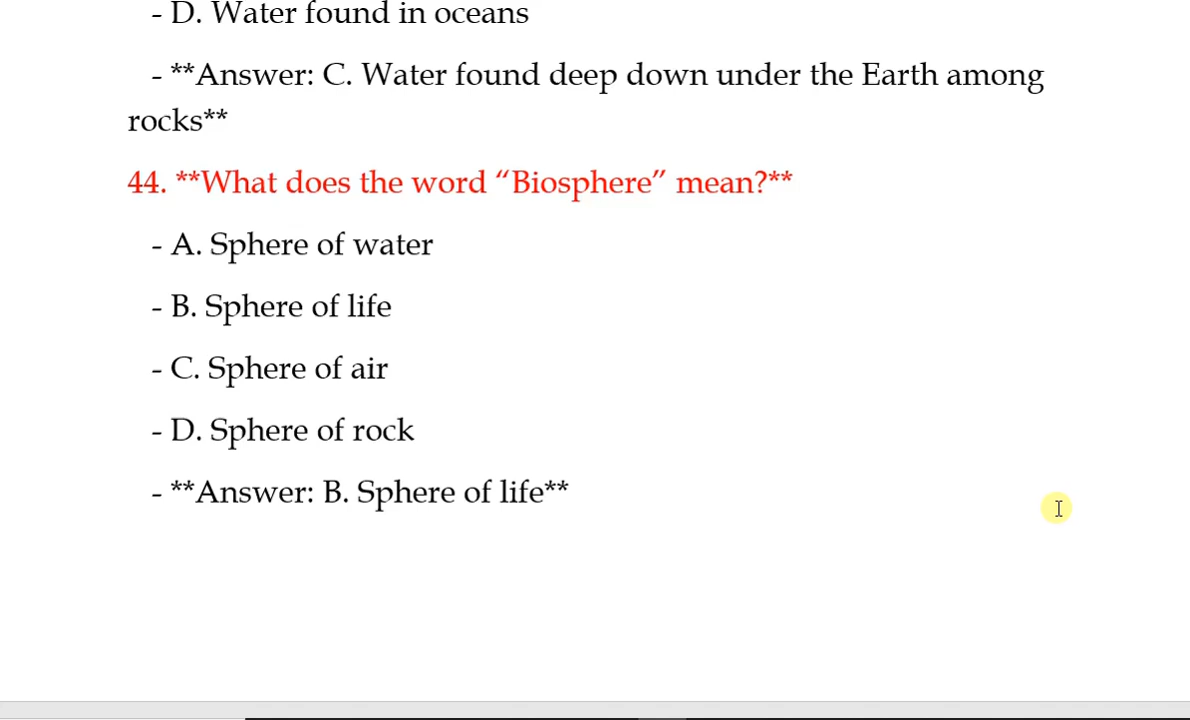 - D. Water found in oceans
- **Answer: C. Water found deep down under the Earth among
rocks**
44. **What does the word “Biosphere” mean?**
- A. Sphere of water
- B. Sphere of life
- C. Sphere of air
- D. Sphere of rock
- **Answer: B. Sphere of life**